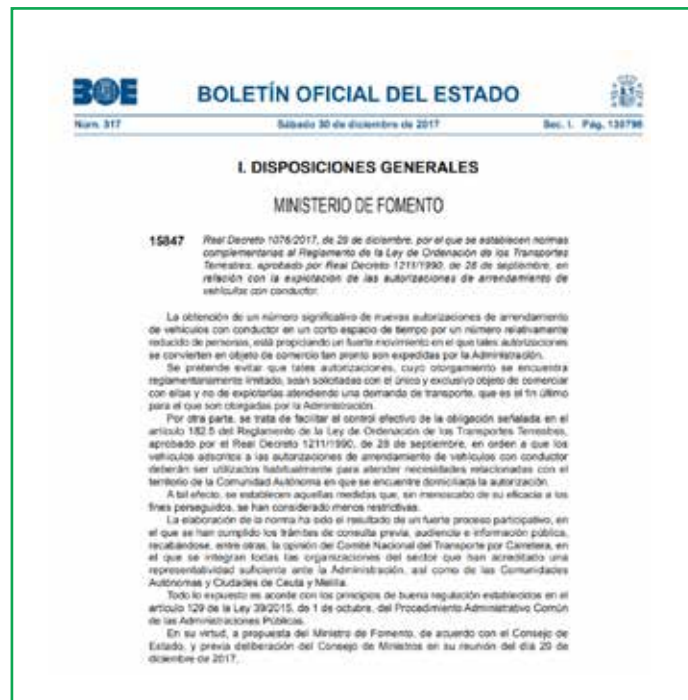 BOE
BOLETÍN OFICIAL DEL ESTADO
Núm. 317
Sábado 30 de diciembre de 2017
Sec. I. Pág. 130798
I. DISPOSICIONES GENERALES
MINISTERIO DE FOMENTO
15847 Real Decreto 1076/2017, de 29 de diciembre, por el que se establecen normas
complementarias al Reglamento de la Ley de Ordenación de los Transportes
Terrestres, aprobado por Real Decreto 1211/1990, de 28 de septiembre, en
relación con la explotación de las autorizaciones de arrendamiento de
vehículos con conductor.
La obtención de un número significativo de nuevas autorizaciones de arrendamiento
de vehículos con conductor en un corto espacio de tiempo por un número relativamente
reducido de personas, está propiciando un fuerte movimiento en el que tales autorizaciones
se convierten en objeto de comercio tan pronto son expedidas por la Administración.
Se pretende evitar que tales autorizaciones, cuyo otorgamiento se encuentra
reglamentariamente limitado, sean solicitadas con el único y exclusivo objeto de comerciar
con ellas y no de explotarlas atendiendo una demanda de transporte, que es el fin último
para el que son otorgadas por la Administración.
Por otra parte, se trata de facilitar el control efectivo de la obligación señalada en el
artículo 182.5 del Reglamento de la Ley de Ordenación de los Transportes Terrestres,
aprobado por el Real Decreto 1211/1990, de 28 de septiembre, en orden a que los
vehículos adscritos a las autorizaciones de arrendamiento de vehículos con conductor
deberán ser utilizados habitualmente para atender necesidades relacionadas con el
territorio de la Comunidad Autónoma en que se encuentre domiciliada la autorización.
A tal efecto, se establecen aquellas medidas que, sin menoscabo de su eficacia a los
fines perseguidos, se han considerado menos restrictivas.
La elaboración de la norma ha sido el resultado de un fuerte proceso participativo, en
el que se han cumplido los trámites de consulta previa, audiencia e información pública,
recabándose, entre otras, la opinión del Comité Nacional del Transporte por Carretera, en
el que se integran todas las organizaciones del sector que han acreditado una
representatividad suficiente ante la Administración, así como de las Comunidades
Autónomas y Ciudades de Ceuta y Melilla.
Todo lo expuesto es acorde con los principios de buena regulación establecidos en el
artículo 129 de la Ley 39/2015, de 1 de octubre, del Procedimiento Administrativo Común
de las Administraciones Públicas.
En su virtud, a propuesta del Ministro de Fomento, de acuerdo con el Consejo de
Estado, y previa deliberación del Consejo de Ministros en su reunión del día 29 de
diciembre de 2017,